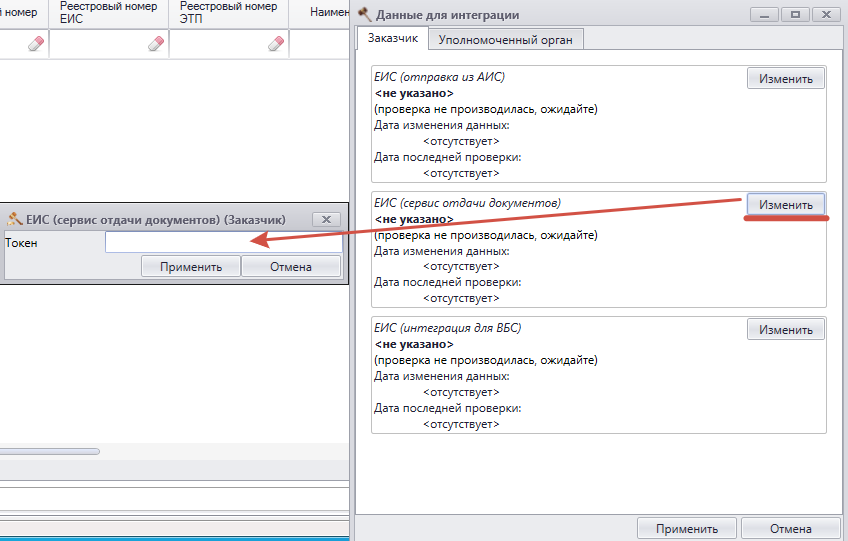 й номер
Реестровый номер
ЕИС
Реестровый номер
ЭТП
Наимен
Данные для интеграции
Заказчик
Уполномоченный орган
ЕИС (отправка из АИС)
Изменить
<не указано>
(проверка не производилась, ожидайте)
Дата изменения данных:
<отсутствует>
Дата последней проверки:
<отсутствует>
ЕИС (сервис отдачи документов)
Изменить
<не указано>
(проверка не производилась, ожидайте)
Дата изменения данных:
<отсутствует>
Дата последней проверки:
<отсутствует>
ЕИС (интеграция для ВБС)
Изменить
<не указано>
(проверка не производилась, ожидайте)
Дата изменения данных:
<отсутствует>
Дата последней проверки:
<отсутствует>
Применить
Отмена
ЕИС (сервис отдачи документов) (Заказчик)
Токен
Применить
Отмена